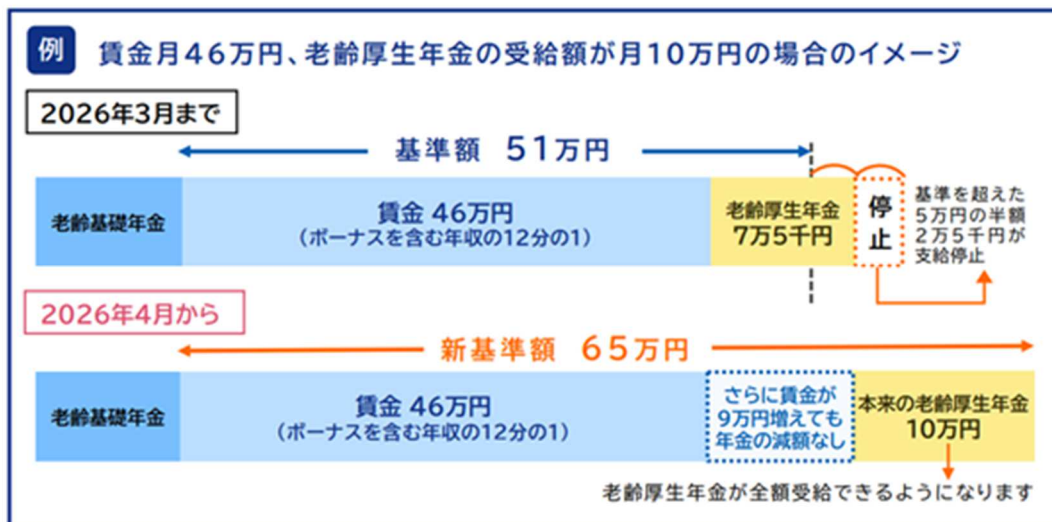 例 賃金月46万円、老齢厚生年金の受給額が月10万円の場合のイメージ
2026年3月まで
基準額 51万円
老齢基礎年金
賃金 46万円
（ボーナスを含む年収の12分の1）
老齢厚生年金
7万5千円
停止
基準を超えた
5万円の半額
2万5千円が
支給停止
2026年4月から
新基準額 65万円
老齢基礎年金
賃金 46万円
（ボーナスを含む年収の12分の1）
さらに賃金が
9万円増えても
年金の減額なし
本来の老齢厚生年金
10万円
老齢厚生年金が全額受給できるようになります